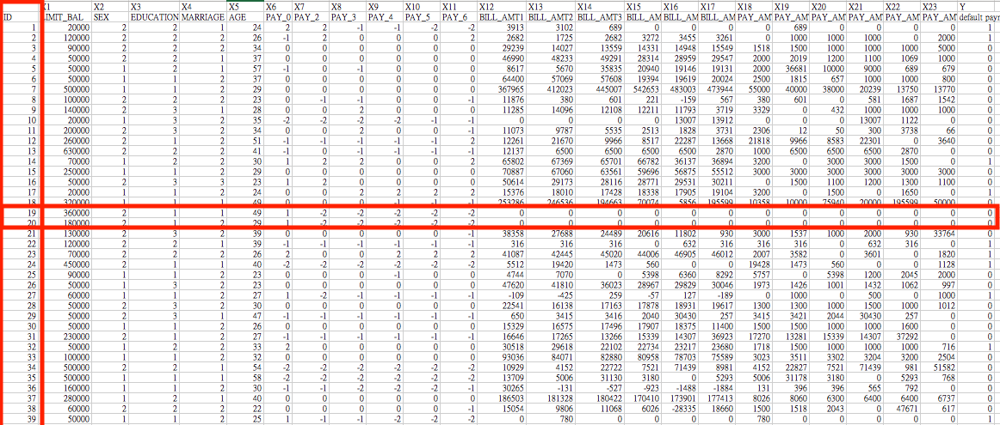 X1 X2 X3 X4 X5 X6 X7 X8 X9 X10 X11 X12 X13 X14 X15 X16 X17 X18 X19 X20 X21 X22 X23 Y
ID LIMIT_BAL SEX EDUCATION MARRIAGE AGE PAY_0 PAY_2 PAY_3 PAY_4 PAY_5 PAY_6 BILL_AMT1 BILL_AMT2 BILL_AMT3 BILL_AM BILL_AM BILL_AM PAY_AM PAY_AM PAY_AM PAY_AM PAY_AM PAY_AM default payn
1 20000 2 2 1 24 2 2 -1 -1 -2 -2 3913 3102 689 0 0 0 0 689 0 0 0 0 1
2 120000 2 2 2 26 -1 2 0 0 0 2 2682 1725 2682 3272 3455 3261 0 1000 1000 1000 0 2000 1
3 90000 2 2 2 34 0 0 0 0 0 0 29239 14027 13559 14331 14948 15549 1518 1500 1000 1000 1000 5000 0
4 50000 2 2 1 37 0 0 0 0 0 0 46990 48233 49291 28314 28959 29547 2000 2019 1200 1100 1069 1000 0
5 50000 1 2 1 57 -1 0 -1 0 0 0 8617 5670 35835 20940 19146 19131 2000 36681 10000 9000 689 679 0
6 50000 1 1 2 37 0 0 0 0 0 0 64400 57069 57608 19394 19619 20024 2500 1815 657 1000 1000 800 0
7 500000 1 1 2 29 0 0 0 0 0 0 367965 412023 445007 542653 483003 473944 55000 40000 38000 20239 13750 13770 0
8 100000 2 2 2 23 0 -1 -1 0 0 -1 11876 380 601 221 -159 567 380 601 0 581 1687 1542 0
9 140000 2 3 1 28 0 0 2 0 0 0 11285 14096 12108 12211 11793 3719 3329 0 432 1000 1000 1000 0
10 20000 1 3 2 35 -2 -2 -2 -2 -1 -1 0 0 0 0 13007 13912 0 0 0 13007 1122 0 0
11 200000 2 3 2 34 0 0 2 0 0 -1 11073 9787 5535 2513 1828 3731 2306 12 50 300 3738 66 0
12 260000 2 1 2 51 -1 -1 -1 -1 -1 2 12261 21670 9966 8517 22287 13668 21818 9966 8583 22301 0 3640 0
13 630000 2 2 2 41 -1 0 -1 -1 -1 -1 12137 6500 6500 6500 6500 2870 1000 6500 6500 6500 2870 0 0
14 70000 1 2 2 30 1 2 2 0 0 2 65802 67369 65701 66782 36137 36894 3200 0 3000 3000 1500 0 1
15 250000 1 1 2 29 0 0 0 0 0 0 70887 67060 63561 59696 56875 55512 3000 3000 3000 3000 3000 3000 0
16 50000 2 3 3 23 1 2 0 0 0 0 50614 29173 28116 28771 29531 30211 0 1500 1100 1200 1300 1100 0
17 20000 1 1 2 24 0 0 2 2 2 2 15376 18010 17428 18338 17905 19104 3200 0 1500 0 1650 0 1
18 320000 1 1 1 49 0 0 0 -1 -1 -1 253286 246536 194663 70074 5856 195599 10358 10000 75940 20000 195599 50000 0
19 360000 2 1 1 49 1 -2 -2 -2 -2 -2 0 0 0 0 0 0 0 0 0 0 0 0 0
20 180000 2 1 2 29 1 -2 -2 -2 -2 -2 0 0 0 0 0 0 0 0 0 0 0 0 0
21 130000 2 3 2 39 0 0 0 0 0 -1 38358 27688 24489 20616 11802 930 3000 1537 1000 2000 930 33764 0
22 120000 2 2 1 39 -1 -1 -1 -1 -1 -1 316 316 316 0 632 316 316 316 0 632 316 0 1
23 70000 2 2 2 26 2 0 0 2 2 2 41087 42445 45020 44006 46905 46012 2007 3582 0 3601 0 1820 1
24 450000 2 1 1 40 -2 -2 -2 -2 -2 -2 5512 19420 1473 560 0 0 19428 1473 560 0 0 1128 1
25 90000 1 1 2 23 0 0 0 -1 0 0 4744 7070 0 5398 6360 8292 5757 0 5398 1200 2045 2000 0
26 50000 1 3 2 23 0 0 0 0 0 0 47620 41810 36023 28967 29829 30046 1973 1426 1001 1432 1062 997 0
27 60000 1 1 2 27 1 -2 -1 -1 -1 -1 -109 -425 259 -57 127 -189 0 1000 0 500 0 1000 1
28 50000 2 3 2 30 0 0 0 0 0 0 22541 16138 17163 17878 18931 19617 1300 1300 1000 1500 1000 1012 0
29 50000 2 3 1 47 -1 -1 -1 -1 -1 -1 650 3415 3416 2040 30430 257 3415 3421 2044 30430 257 0 0
30 50000 1 1 2 26 0 0 0 0 0 0 15329 16575 17496 17907 18375 11400 1500 1500 1000 1000 1600 0 0
31 230000 2 1 2 27 -1 -1 -1 -1 -1 -1 16646 17265 13266 15339 14307 36923 17270 13281 15339 14307 37292 0 0
32 50000 1 2 2 33 2 0 0 0 0 0 30518 29618 22102 22734 23217 23680 1718 1500 1000 1000 1000 716 1
33 100000 1 1 2 32 0 0 0 0 0 0 93036 84071 82880 80958 78703 75589 3023 3511 3302 3204 3200 2504 0
34 500000 2 2 1 54 -2 -2 -2 -2 -2 -2 10929 4152 22722 7521 71439 8981 4152 22827 7521 71439 981 51582 0
35 500000 1 1 1 58 -2 -2 -2 -2 -2 -2 13709 5006 31130 3180 0 5293 5006 31178 3180 0 5293 768 0
36 160000 1 1 2 30 -1 -1 -2 -2 -2 -1 30265 -131 -527 -923 -1488 -1884 131 396 396 565 792 0 0
37 280000 1 2 1 40 0 0 0 0 0 0 186503 181328 180422 170410 173901 177413 8026 8060 6300 6400 6400 6737 0
38 60000 2 2 2 22 0 0 0 0 0 -1 15054 9806 11068 6026 -28335 18660 1500 1518 2043 0 47671 617 0
39 50000 1 1 2 25 1 -1 -1 -2 -2 -2 0 780 0 0 0 0 780 0 0 0 0 0 1